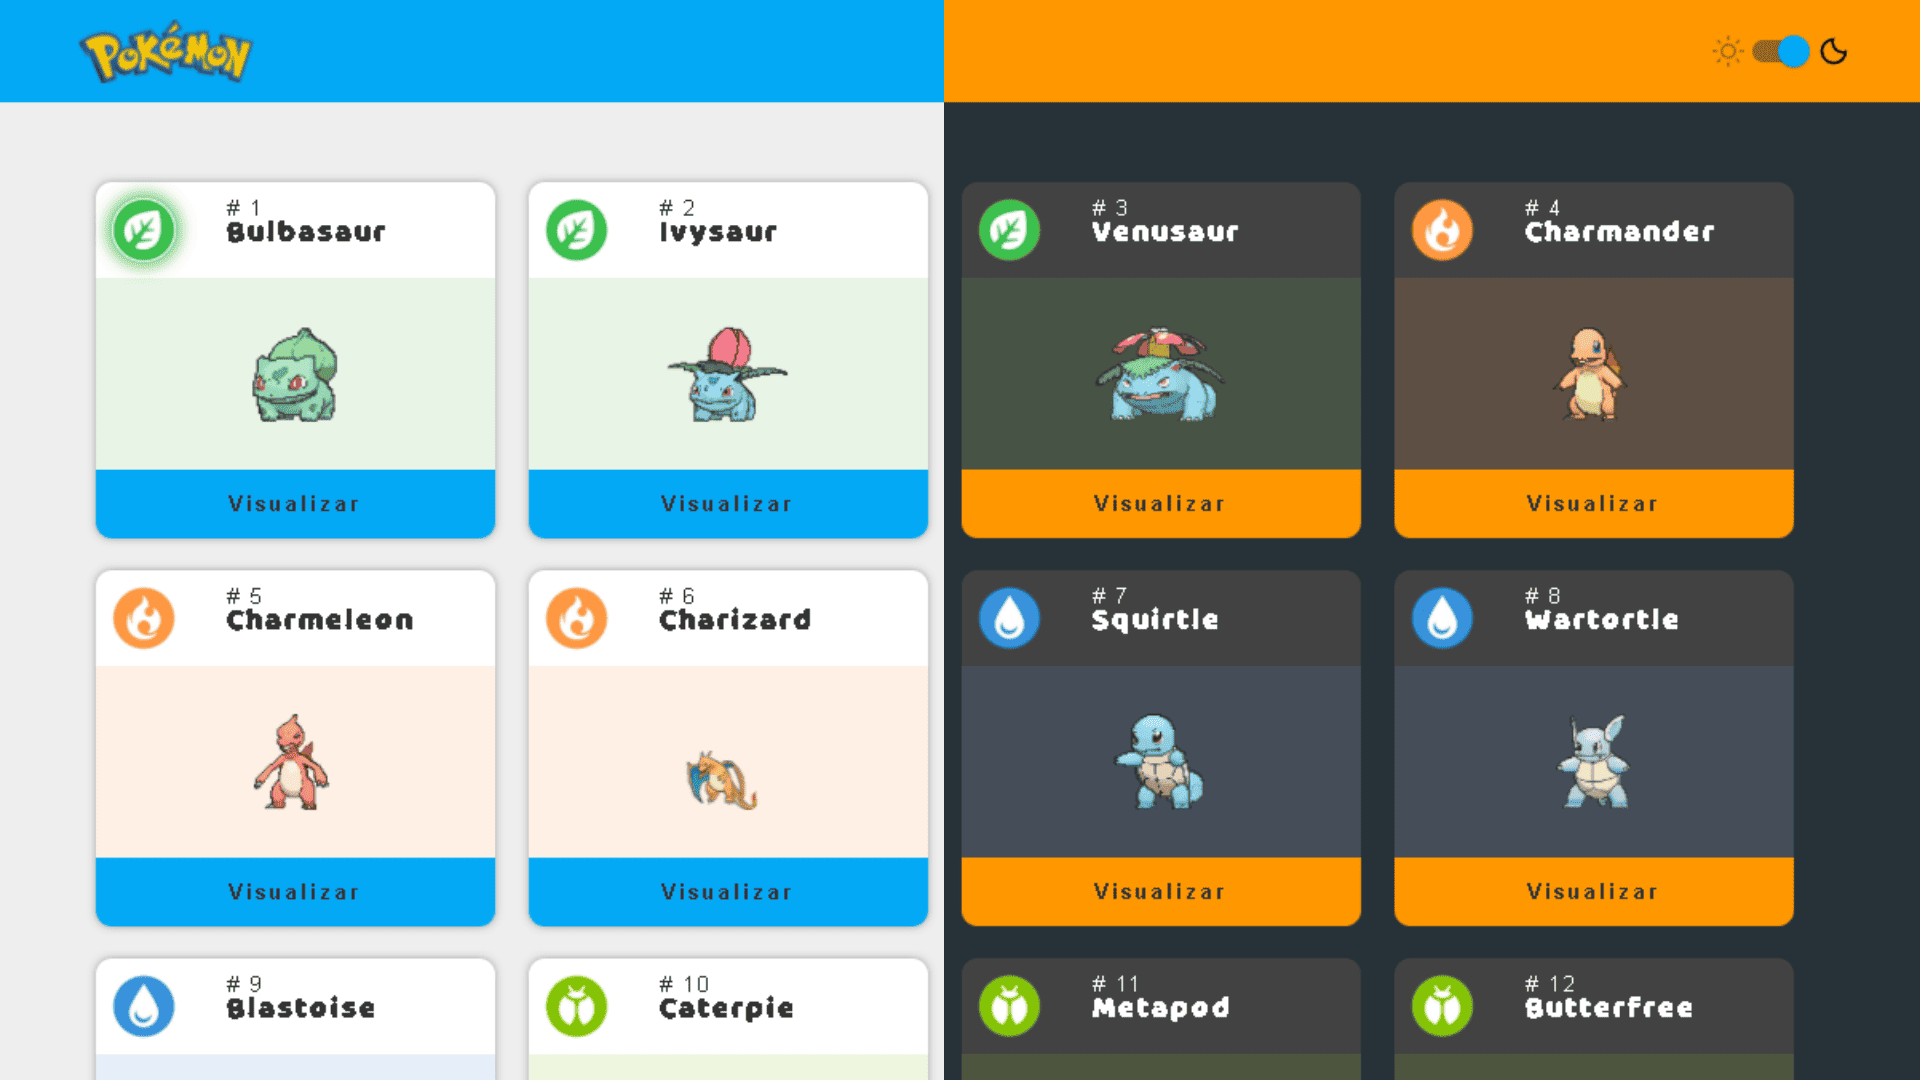 POKéMON
# 1
Bulbasaur
Visualizar
# 2
Ivysaur
Visualizar
# 3
Venusaur
Visualizar
# 4
Charmander
Visualizar
# 5
Charmeleon
Visualizar
# 6
Charizard
Visualizar
# 7
Squirtle
Visualizar
# 8
Wartortle
Visualizar
# 9
Blastoise
# 10
Caterpie
# 11
Metapod
# 12
Butterfree